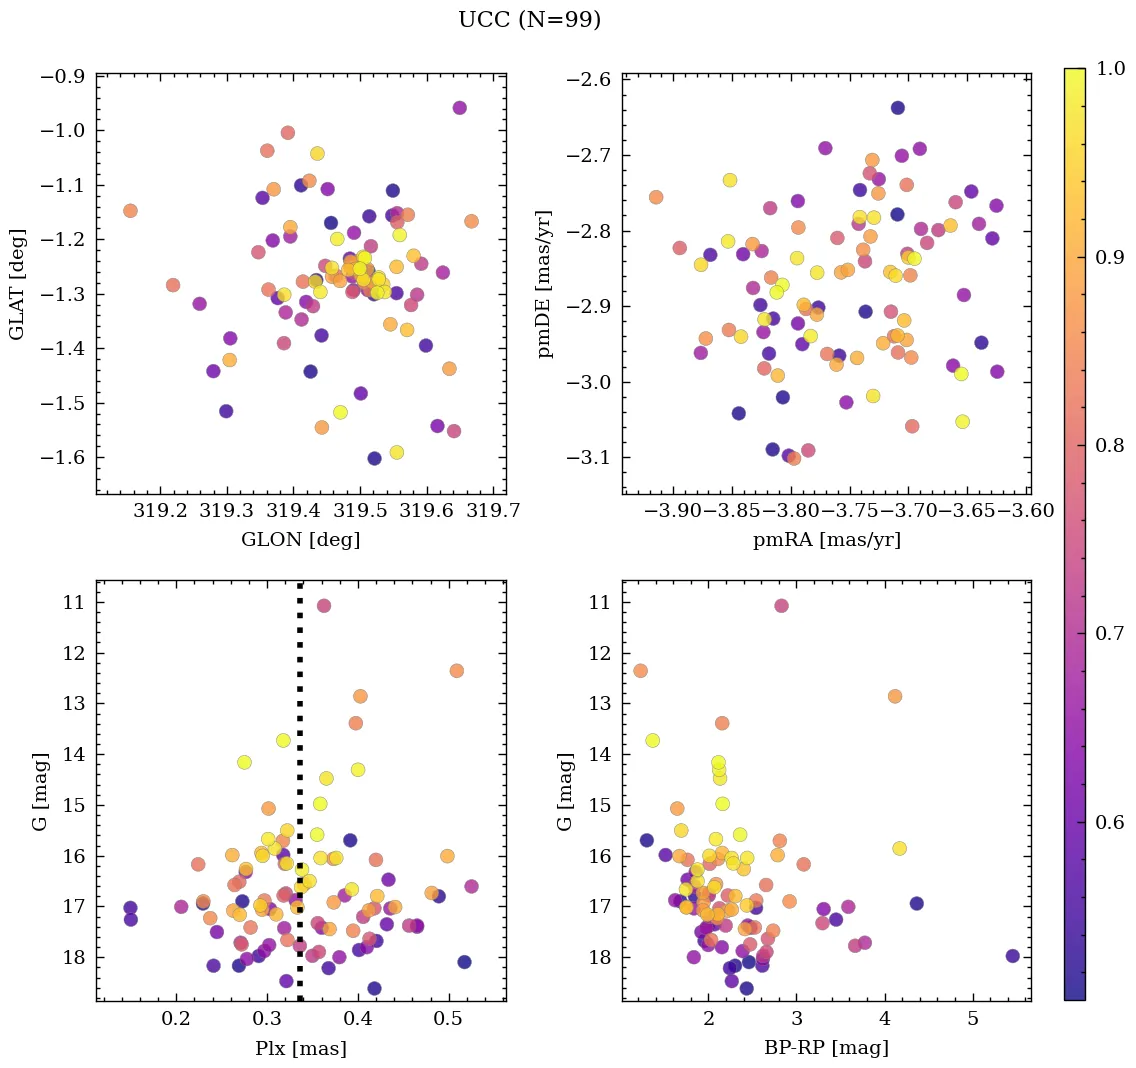 UCC (N=99)
−0.9
−1.0
−1.1
−1.2
−1.3
−1.4
−1.5
−1.6
GLAT [deg]
319.2 319.3 319.4 319.5 319.6 319.7
GLON [deg]
−2.6
−2.7
−2.8
−2.9
−3.0
−3.1
pmDE [mas/yr]
−3.90 −3.85 −3.80 −3.75 −3.70 −3.65 −3.60
pmRA [mas/yr]
11
12
13
14
15
16
17
18
G [mag]
0.2 0.3 0.4 0.5
Plx [mas]
11
12
13
14
15
16
17
18
G [mag]
2 3 4 5
BP-RP [mag]
1.0
0.9
0.8
0.7
0.6